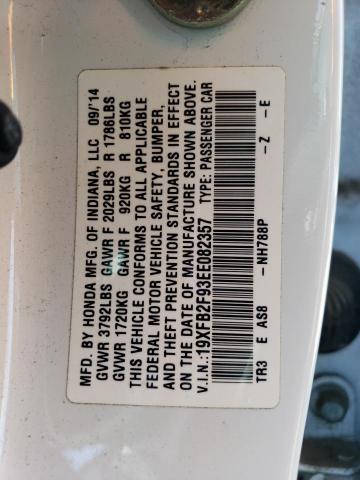 MFD. BY HONDA MFG. OF INDIANA, LLC 09/'14
GVWR 3792LBS GAWR F 2029LBS R 1786LBS
GVWR 1720KG GAWR F 920KG R 810KG
THIS VEHICLE CONFORMS TO ALL APPLICABLE
FEDERAL MOTOR VEHICLE SAFETY, BUMPER,
AND THEFT PREVENTION STANDARDS IN EFFECT
ON THE DATE OF MANUFACTURE SHOWN ABOVE.
V.I.N.:19XFB2F93EE082357 TYPE: PASSENGER CAR
TR3 E AS8 -NH788P -Z -E